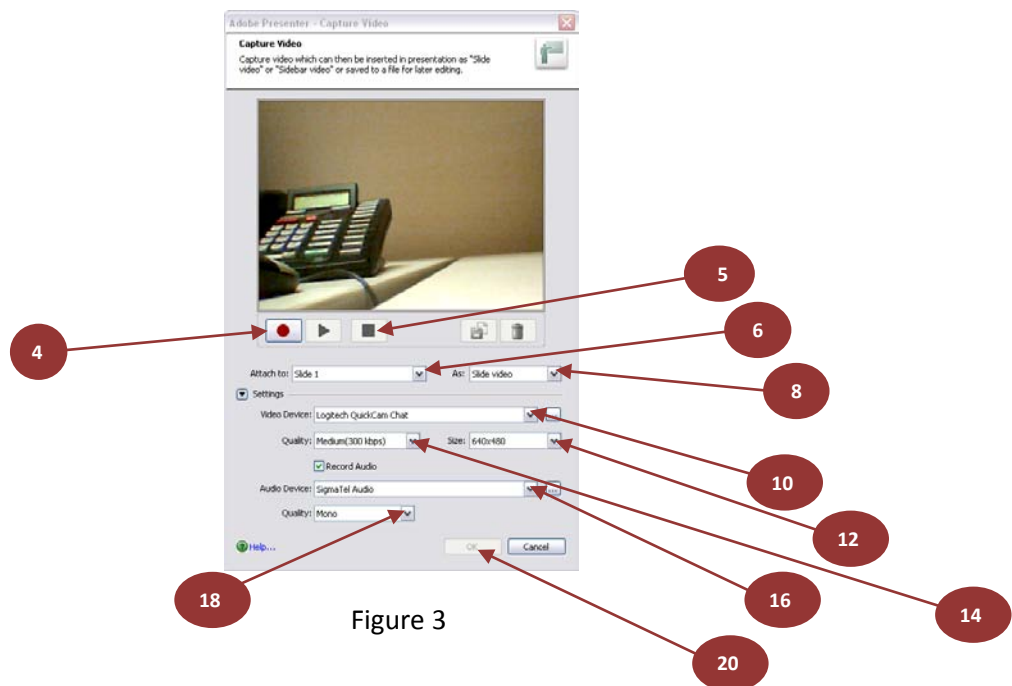 Adobe Presenter - Capture Video
Capture Video
Capture video which can then be inserted in presentation as "Slide
video" or "Sidebar video" or saved to a file for later editing.
5
4
6
Attach to: Slide 1 As: Slide video
8
Settings
Video Device: Logitech QuickCam Chat ...
Quality: Medium(300 kbps) Size: 640x480
Record Audio
10
Audio Device: SigmaTel Audio ...
Quality: Mono
12
Help... OK Cancel
18
16
14
Figure 3
20